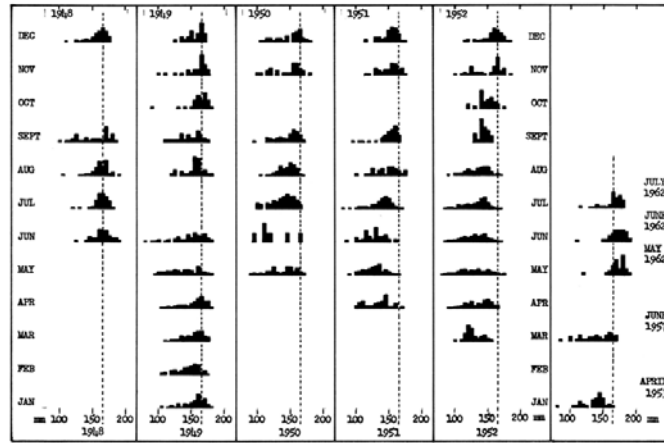 1948 1949 1950 1951 1952
DEC DEC
NOV NOV
OCT OCT
SEPT SEPT
AUG AUG
JUL JUL
JULY
1962
JUN JUN
JUNE
1962
MAY MAY
MAY
1962
APR APR
JUNE
MAR MAR
FEB FEB
APRIL
JAN JAN
mm 100 150 200 100 150 200 100 150 200 100 150 200 100 150 200 mm 100 150 200 mm
1948 1949 1950 1951 1952